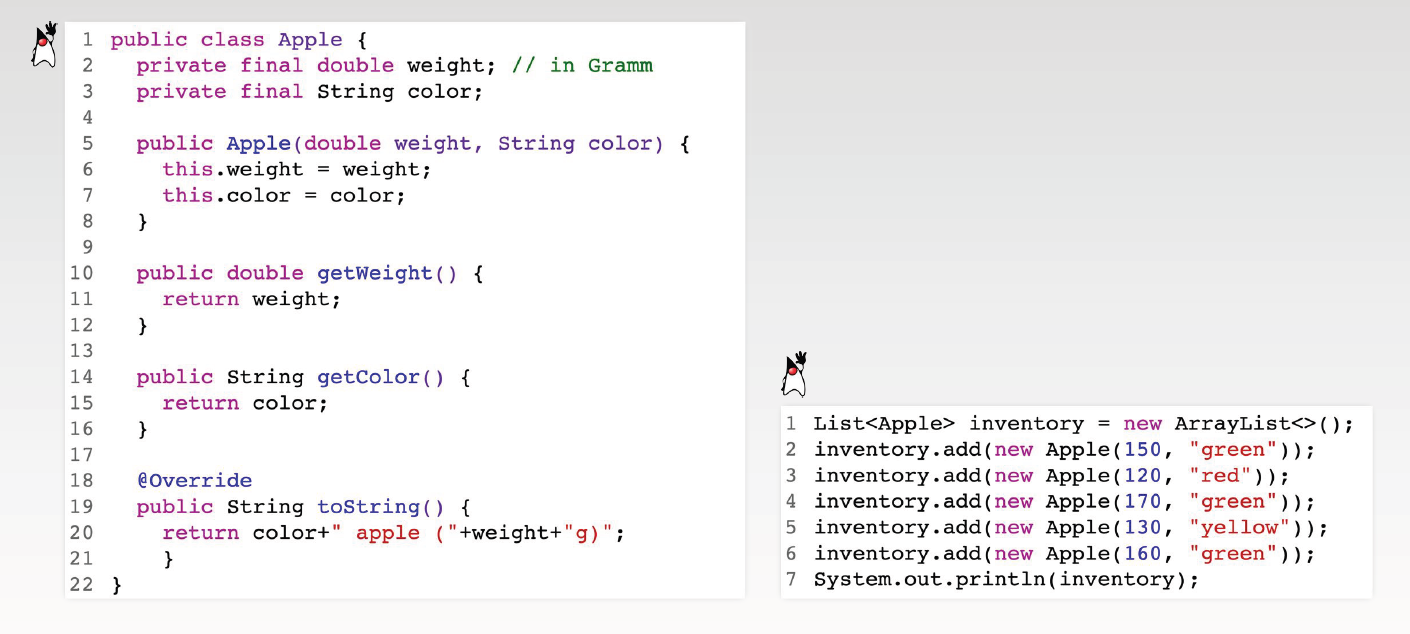 1 public class Apple {
2   private final double weight; // in Gramm
3   private final String color;
4
5   public Apple(double weight, String color) {
6     this.weight = weight;
7     this.color = color;
8   }
9
10   public double getWeight() {
11     return weight;
12   }
13
14   public String getColor() {
15     return color;
16   }
17
18   @Override
19   public String toString() {
20     return color+" apple ("+weight+"g)";
21     }
22 }
1 List<Apple> inventory = new ArrayList<>();
2 inventory.add(new Apple(150, "green"));
3 inventory.add(new Apple(120, "red"));
4 inventory.add(new Apple(170, "green"));
5 inventory.add(new Apple(130, "yellow"));
6 inventory.add(new Apple(160, "green"));
7 System.out.println(inventory);